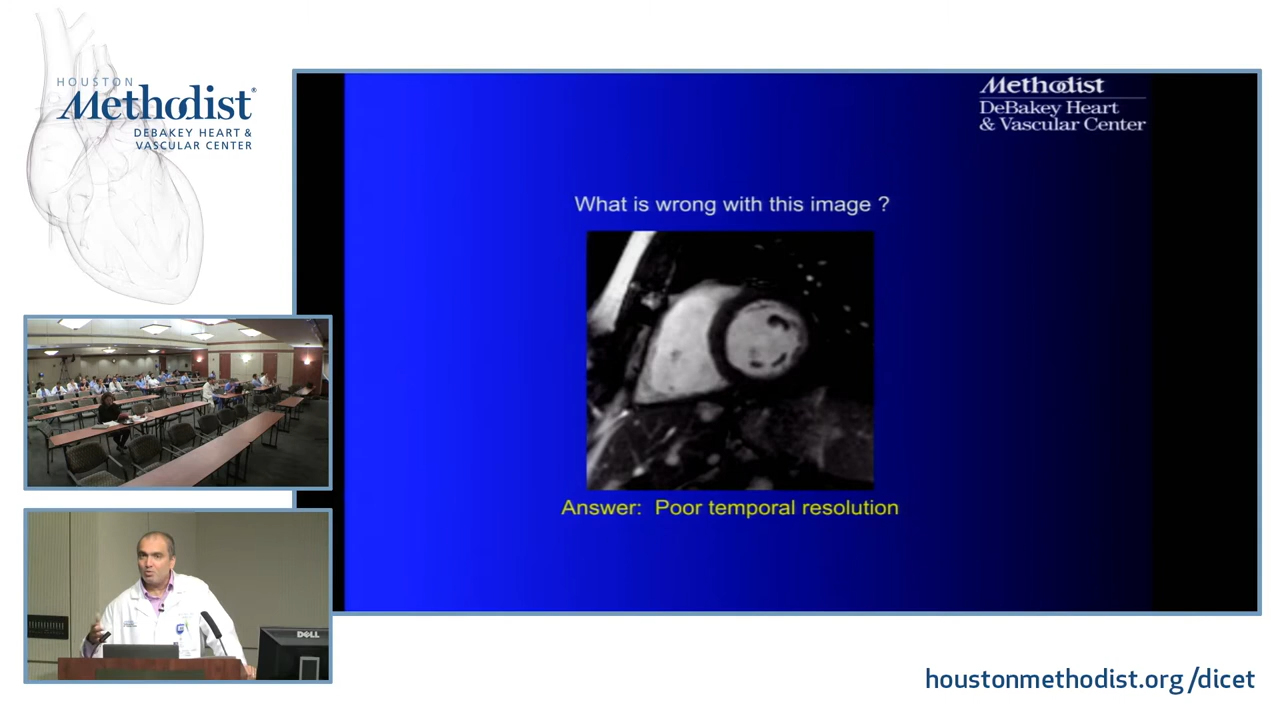 HOUSTON
Methodist®
DEBAKEY HEART &
VASCULAR CENTER
Methodist
DeBakey Heart
& Vascular Center
What is wrong with this image ?
Answer: Poor temporal resolution
DELL
houstonmethodist.org/dicet